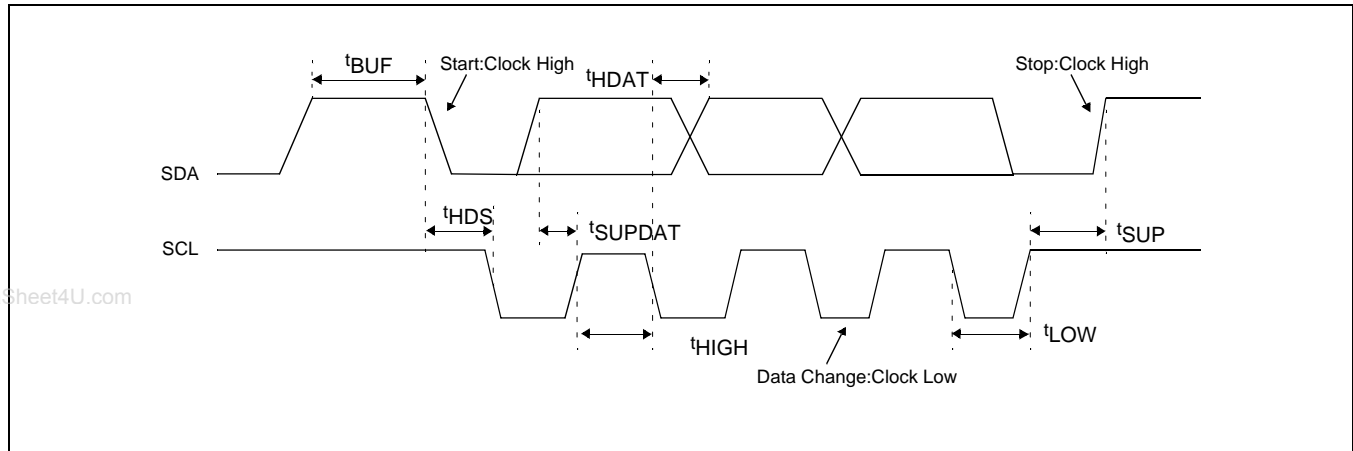 tBUF
Start:Clock High
tHDAT
Stop:Clock High
SDA
tHDS
tSUPDAT
tSUP
SCL
Sheet4U.com
tHIGH
tLOW
Data Change:Clock Low